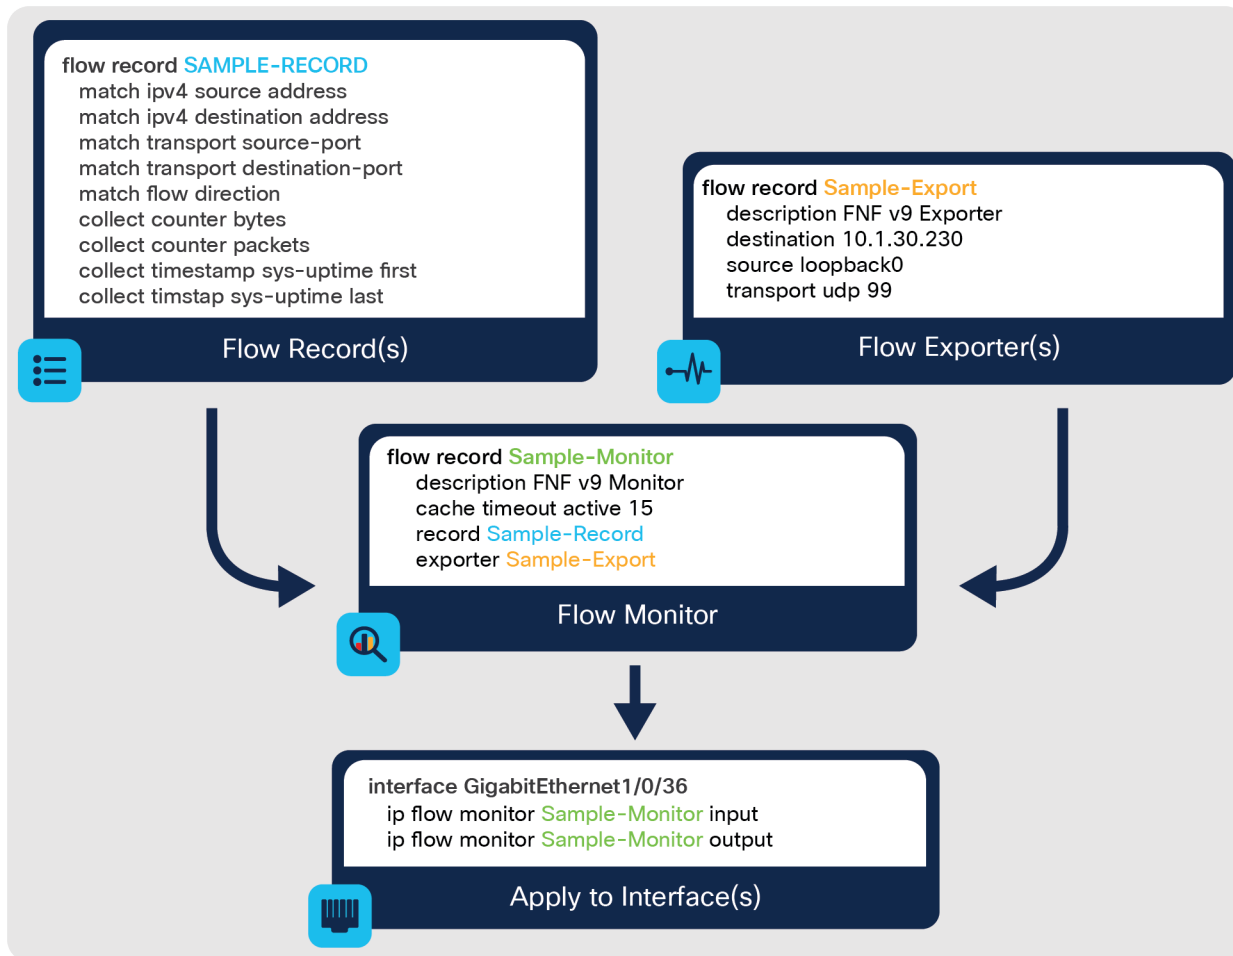 flow record SAMPLE-RECORD
match ipv4 source address
match ipv4 destination address
match transport source-port
match transport destination-port
match flow direction
collect counter bytes
collect counter packets
collect timestamp sys-uptime first
collect timstap sys-uptime last
Flow Record(s)
flow record Sample-Export
description FNF v9 Exporter
destination 10.1.30.230
source loopback0
transport udp 99
Flow Exporter(s)
flow record Sample-Monitor
description FNF v9 Monitor
cache timeout active 15
record Sample-Record
exporter Sample-Export
Flow Monitor
interface GigabitEthernet1/0/36
ip flow monitor Sample-Monitor input
ip flow monitor Sample-Monitor output
Apply to Interface(s)